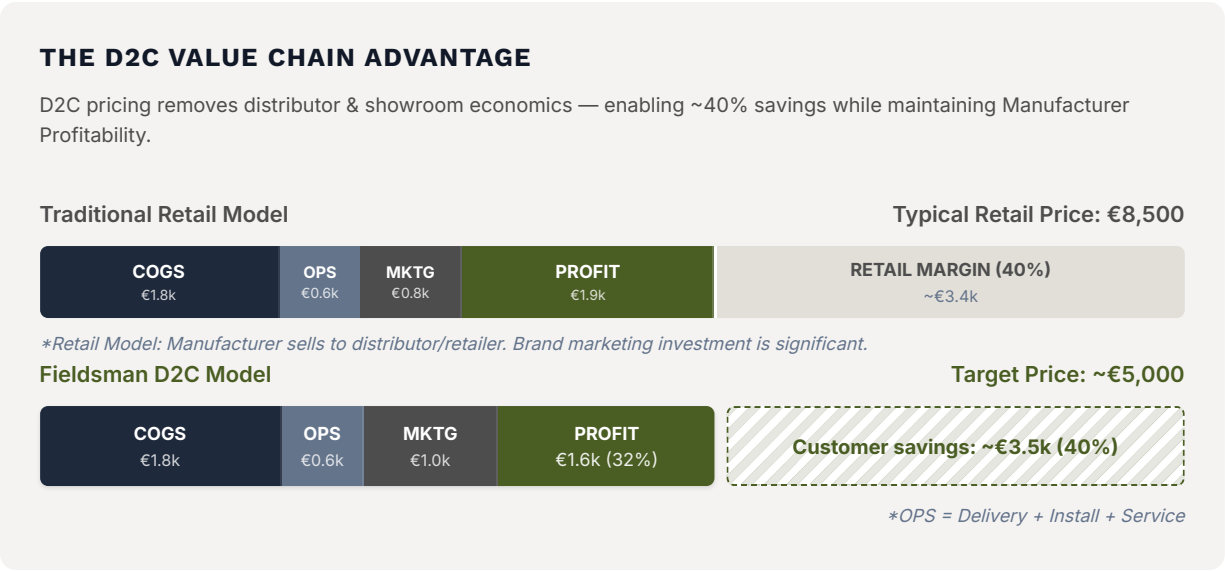 THE D2C VALUE CHAIN ADVANTAGE
D2C pricing removes distributor & showroom economics — enabling ~40% savings while maintaining Manufacturer
Profitability.
Traditional Retail Model
Typical Retail Price: €8,500
COGS
€1.8k
OPS
€0.6k
MKTG
€0.8k
PROFIT
€1.9k
RETAIL MARGIN (40%)
~€3.4k
*Retail Model: Manufacturer sells to distributor/retailer. Brand marketing investment is significant.
Fieldsman D2C Model
Target Price: ~€5,000
COGS
€1.8k
OPS
€0.6k
MKTG
€1.0k
PROFIT
€1.6k (32%)
Customer savings: ~€3.5k (40%)
*OPS = Delivery + Install + Service